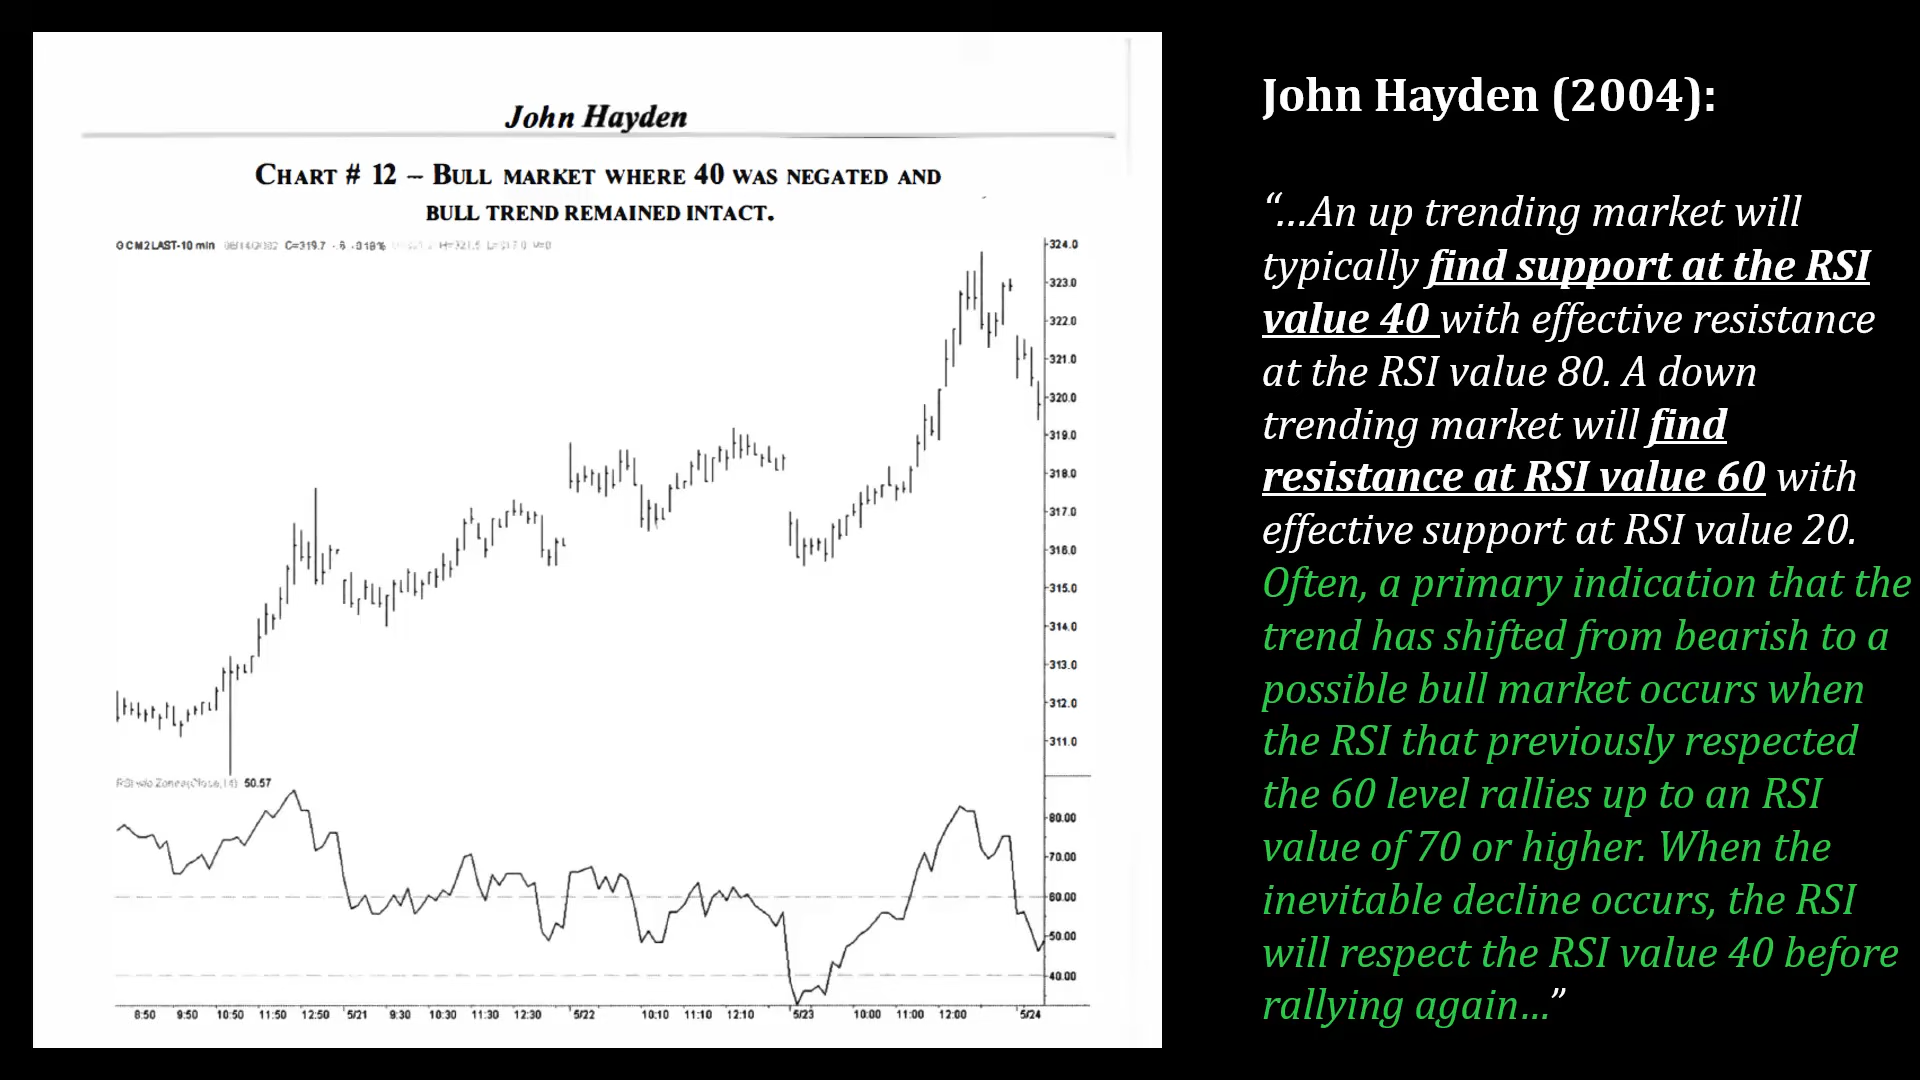 John Hayden
CHART # 12 – BULL MARKET WHERE 40 WAS NEGATED AND
BULL TREND REMAINED INTACT.
GCM2LAST-10 min C=319.7 -.6 -0.18%
324.0
323.0
322.0
321.0
320.0
319.0
318.0
317.0
316.0
315.0
314.0
313.0
312.0
311.0
50.57
80.00
70.00
60.00
50.00
40.00
8:50 9:50 10:50 11:50 12:50 5/21 9:30 10:30 11:30 12:30 5/22 10:10 11:10 12:10 5/23 10:00 11:00 12:00 5/24
John Hayden (2004):
“...An up trending market will
typically find support at the RSI
value 40 with effective resistance
at the RSI value 80. A down
trending market will find
resistance at RSI value 60 with
effective support at RSI value 20.
Often, a primary indication that the
trend has shifted from bearish to a
possible bull market occurs when
the RSI that previously respected
the 60 level rallies up to an RSI
value of 70 or higher. When the
inevitable decline occurs, the RSI
will respect the RSI value 40 before
rallying again...”